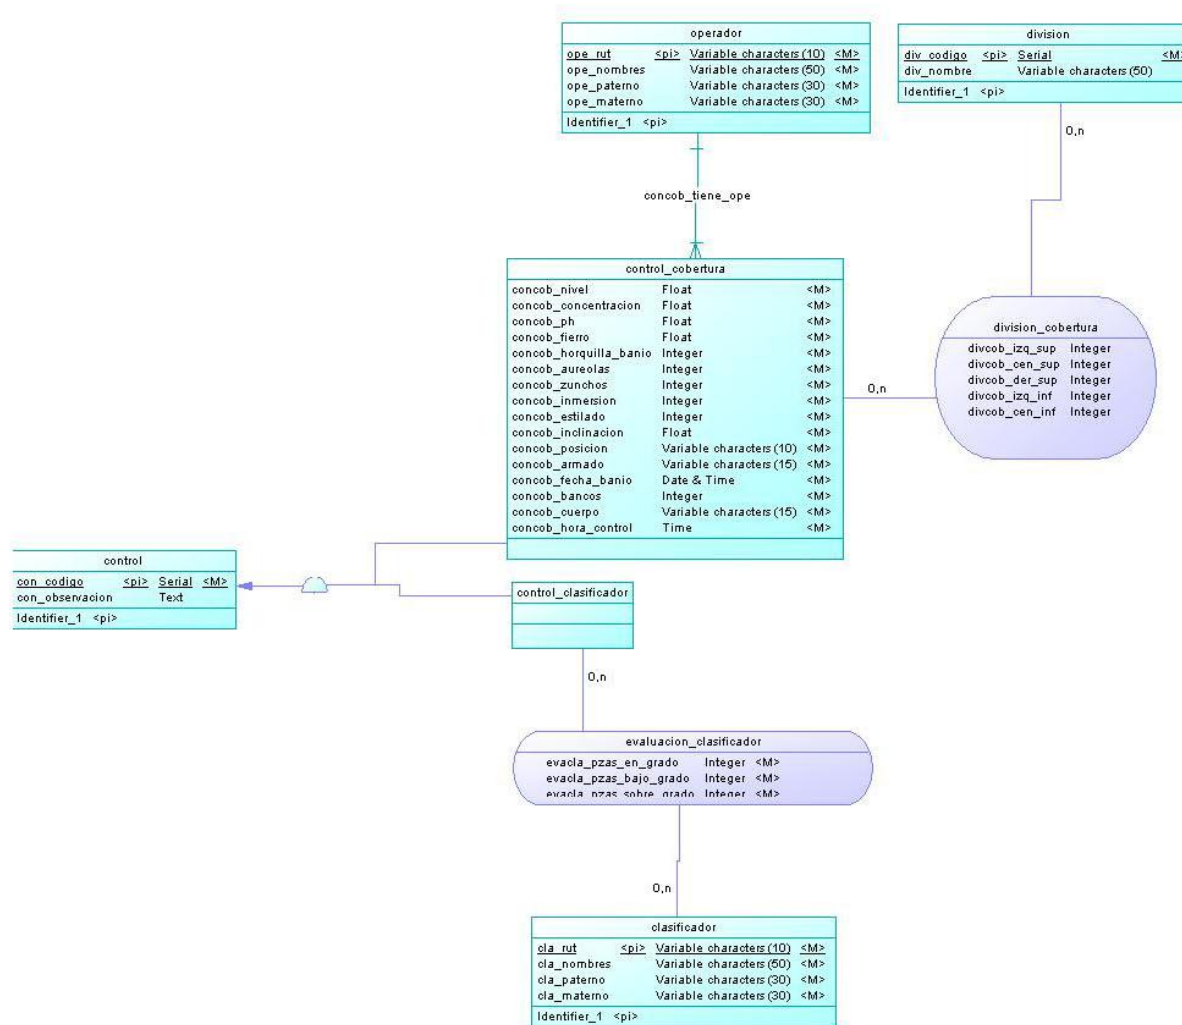 operador
ope_rut <pi> Variable characters (10) <M>
ope_nombres Variable characters (50) <M>
ope_paterno Variable characters (30) <M>
ope_materno Variable characters (30) <M>
Identifier_1 <pi>
division
div_codigo <pi> Serial <M>
div_nombre Variable characters (50)
Identifier_1 <pi>
0,n
concob_tiene_ope
control_cobertura
concob_nivel Float <M>
concob_concentracion Float <M>
concob_ph Float <M>
concob_fierro Float <M>
concob_horquilla_banio Integer <M>
concob_aureolas Integer <M>
concob_zunchos Integer <M>
concob_inmersion Integer <M>
concob_estilado Integer <M>
concob_inclinacion Float <M>
concob_posicion Variable characters (10) <M>
concob_armado Variable characters (15) <M>
concob_fecha_banio Date & Time <M>
concob_bancos Integer <M>
concob_cuerpo Variable characters (15) <M>
concob_hora_control Time <M>
0,n
division_cobertura
divcob_izq_sup Integer
divcob_cen_sup Integer
divcob_der_sup Integer
divcob_izq_inf Integer
divcob_cen_inf Integer
control
con_codigo <pi> Serial <M>
con_observacion Text
Identifier_1 <pi>
control_clasificador
0,n
evaluacion_clasificador
evacla_pzas_en_grado Integer <M>
evacla_pzas_bajo_grado Integer <M>
evacla_pzas_sobre_grado Integer <M>
0,n
clasificador
cla_rut <pi> Variable characters (10) <M>
cla_nombres Variable characters (50) <M>
cla_paterno Variable characters (30) <M>
cla_materno Variable characters (30) <M>
Identifier_1 <pi>